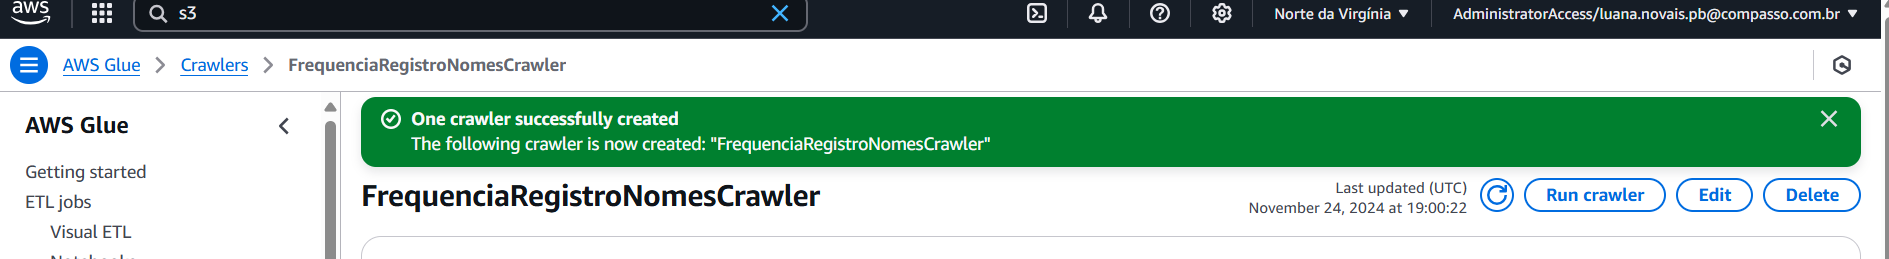 aws
s3
Norte da Virgínia
AdministratorAccess/luana.novais.pb@compasso.com.br
AWS Glue
Crawlers
FrequenciaRegistroNomesCrawler
AWS Glue
Getting started
ETL jobs
Visual ETL
Notebooks
One crawler successfully created
The following crawler is now created: "FrequenciaRegistroNomesCrawler"
FrequenciaRegistroNomesCrawler
Last updated (UTC)
November 24, 2024 at 19:00:22
Run crawler
Edit
Delete